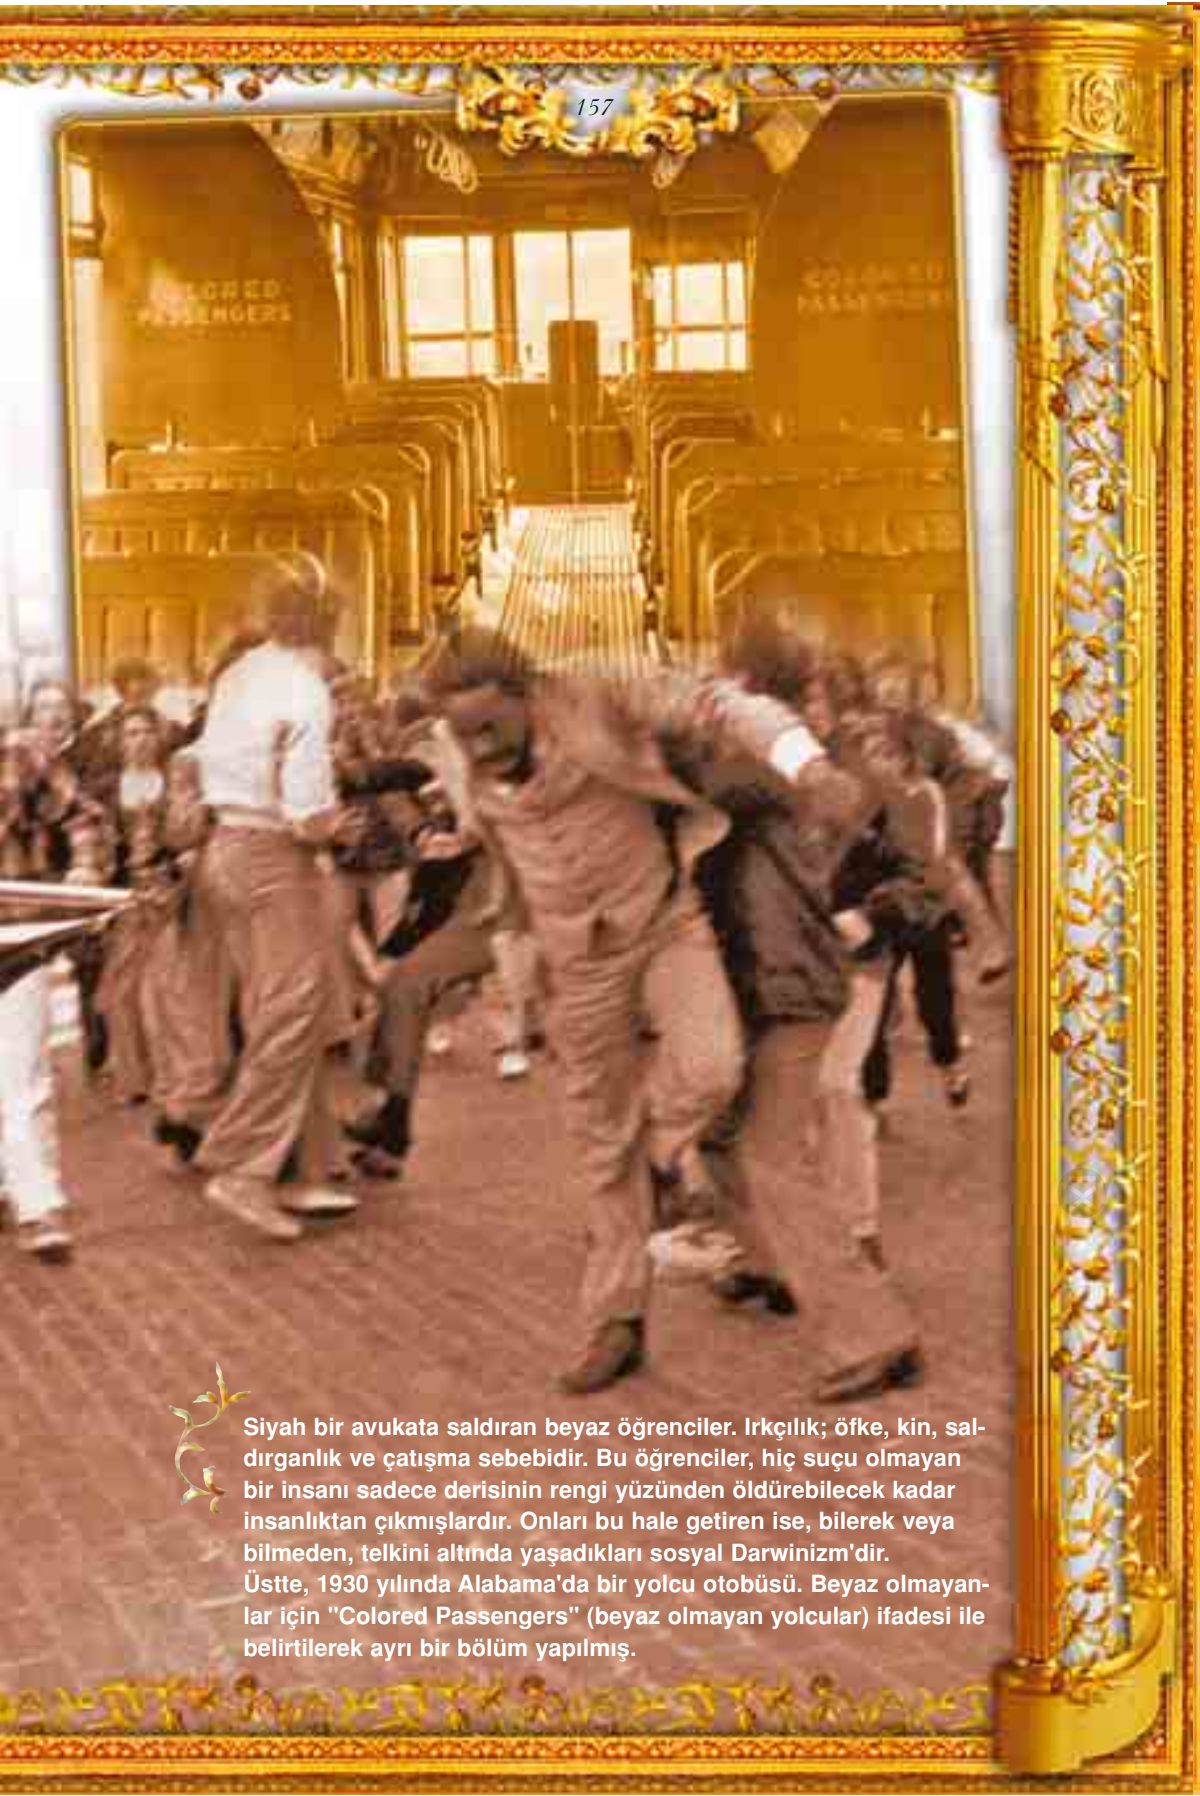 157
COLORED
PASSENGERS
COLORED
PASSENGERS
Siyah bir avukata saldıran beyaz öğrenciler. Irkçılık; öfke, kin, sal-
dırganlık ve çatışma sebebidir. Bu öğrenciler, hiç suçu olmayan
bir insanı sadece derisinin rengi yüzünden öldürebilecek kadar
insanlıktan çıkmışlardır. Onları bu hale getiren ise, bilerek veya
bilmeden, telkini altında yaşadıkları sosyal Darwinizm'dir.
Üstte, 1930 yılında Alabama'da bir yolcu otobüsü. Beyaz olmayan-
lar için "Colored Passengers" (beyaz olmayan yolcular) ifadesi ile
belirtilerek ayrı bir bölüm yapılmış.